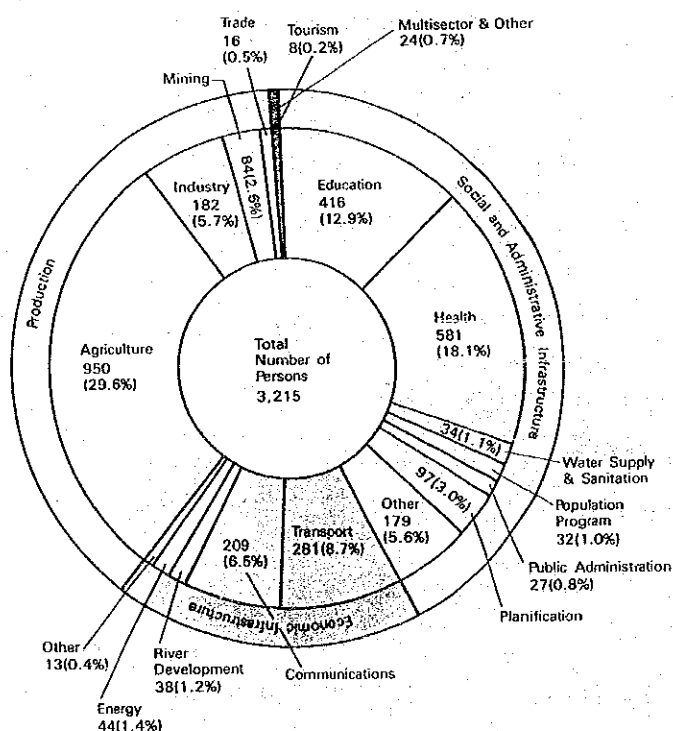 Trade
16
(0.5%)
Tourism
8(0.2%)
Multisector & Other
24(0.7%)
Mining
84(2.6%)
Industry
182
(5.7%)
Education
416
(12.9%)
Social and Administrative Infrastructure
Production
Health
581
(18.1%)
Agriculture
950
(29.6%)
Total
Number of
Persons
3,215
34(1.1%)
Water Supply
& Sanitation
97(3.0%)
Population
Program
32(1.0%)
Other
179
(5.6%)
Transport
281(8.7%)
209
(6.5%)
Public Administration
27(0.8%)
Planification
Economic Infrastructure
Other
13(0.4%)
River
Development
38(1.2%)
Communications
Energy
44(1.4%)